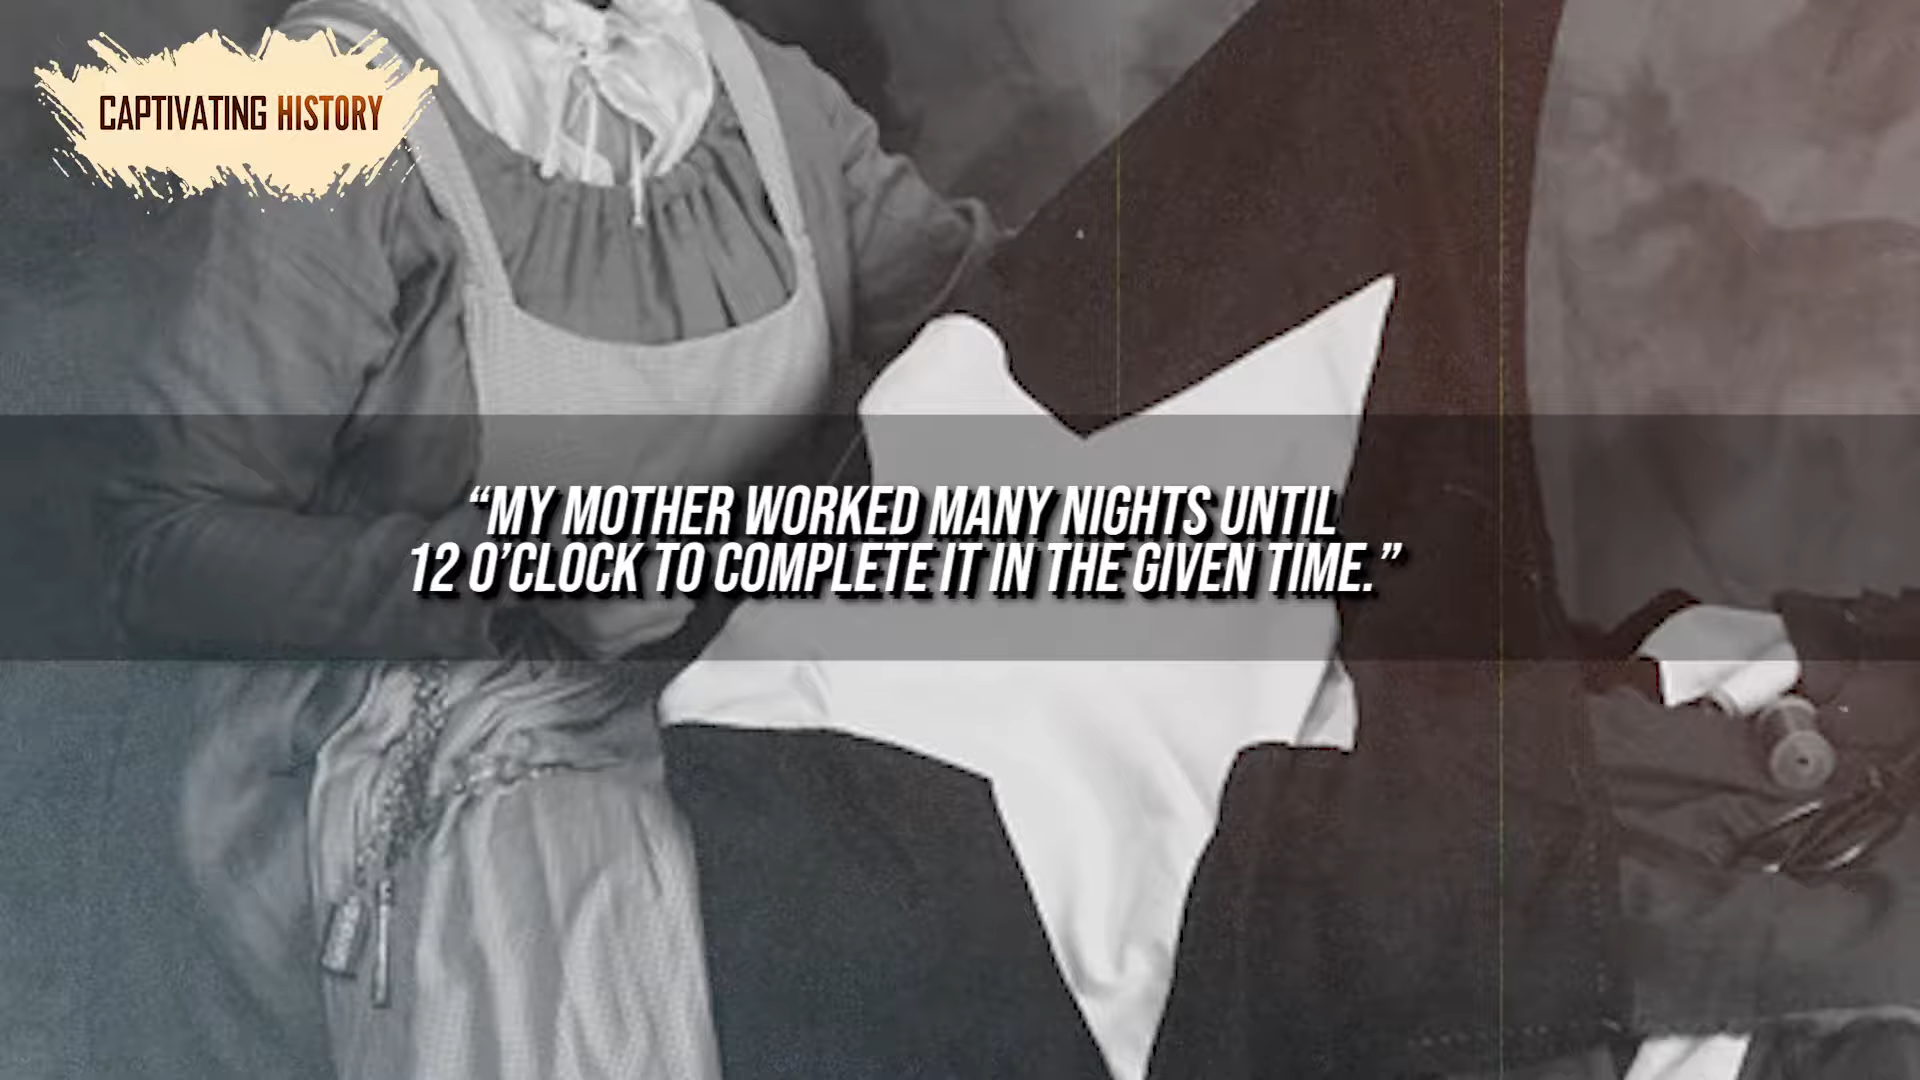 CAPTIVATING HISTORY
“MY MOTHER WORKED MANY NIGHTS UNTIL
12 O’CLOCK TO COMPLETE IT IN THE GIVEN TIME.”